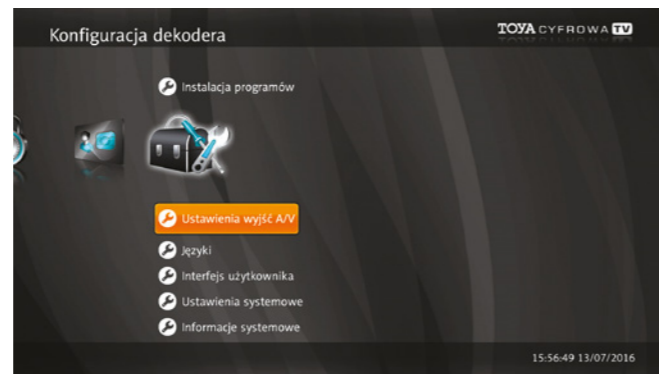 Konfiguracja dekodera
TOYA CYFROWA TV
Instalacja programów
Ustawienia wyjść A/V
Języki
Interfejs użytkownika
Ustawienia systemowe
Informacje systemowe
15:56:49 13/07/2016